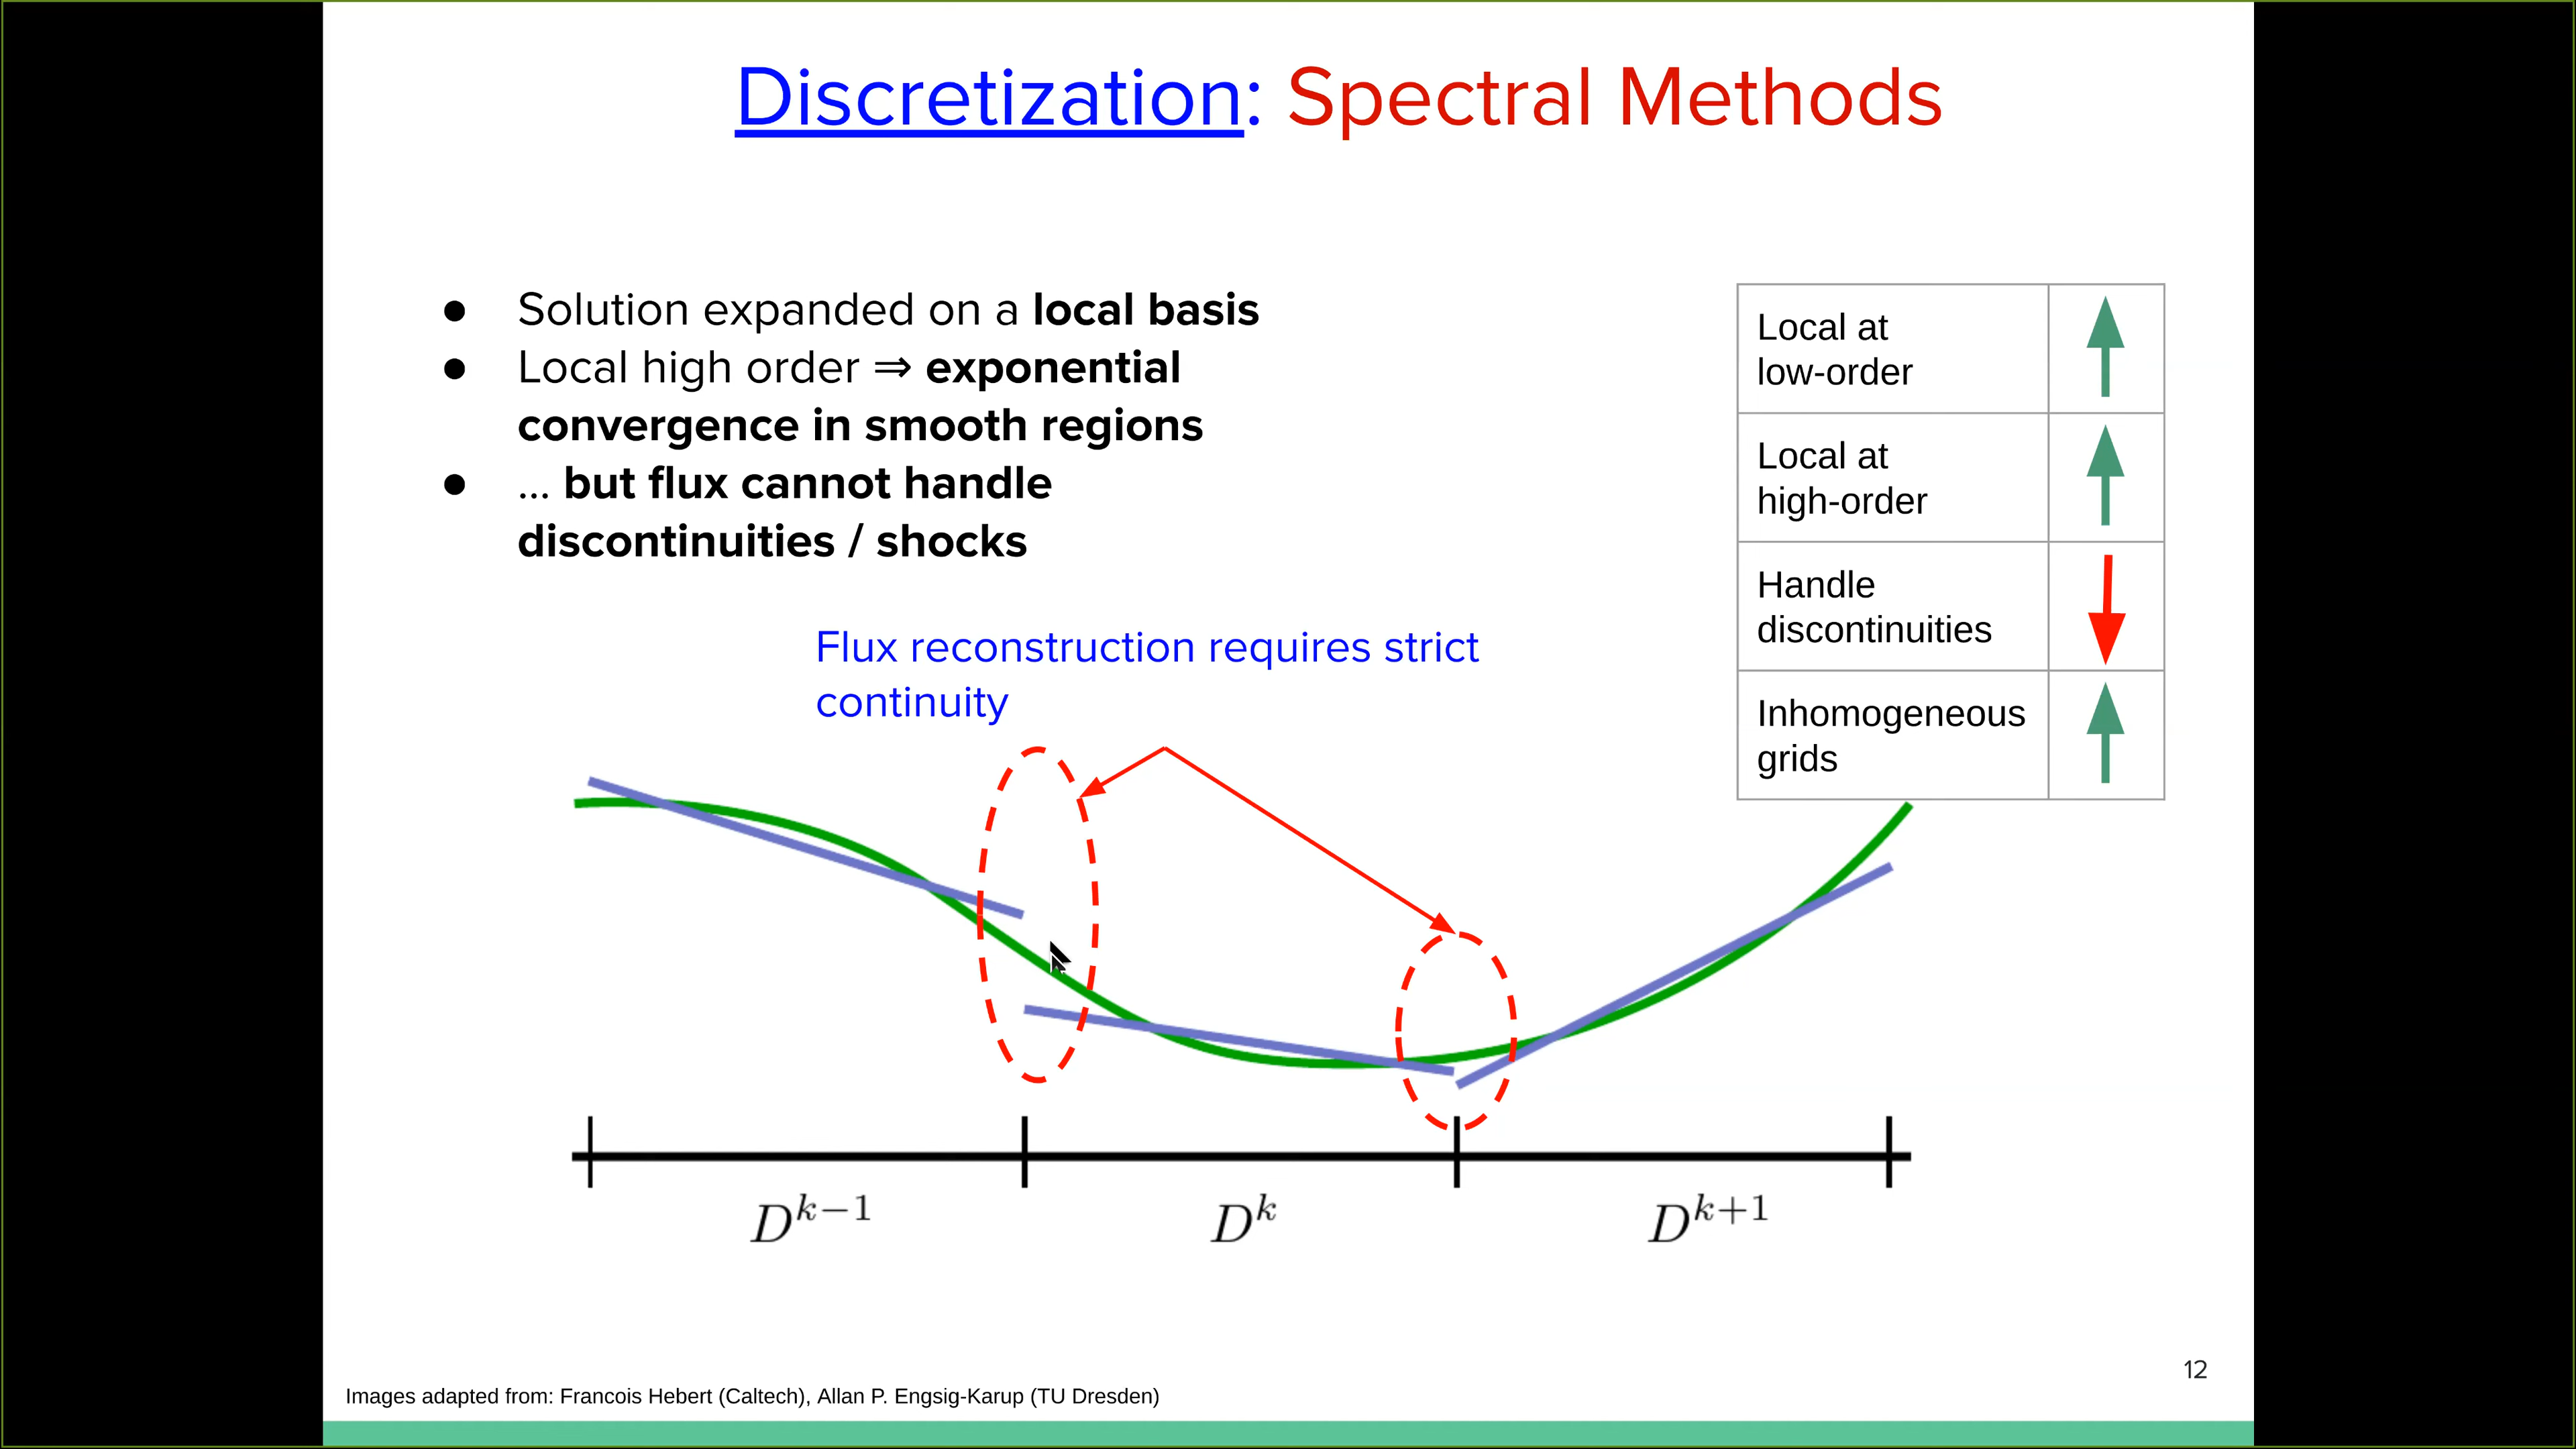 Discretization: Spectral Methods
● Solution expanded on a local basis
● Local high order ⇒ exponential
convergence in smooth regions
● ... but flux cannot handle
discontinuities / shocks
Local at
low-order
Local at
high-order
Handle
discontinuities
Inhomogeneous
grids
Flux reconstruction requires strict
continuity
D^{k−1}
D^{k}
D^{k+1}
12
Images adapted from: Francois Hebert (Caltech), Allan P. Engsig-Karup (TU Dresden)